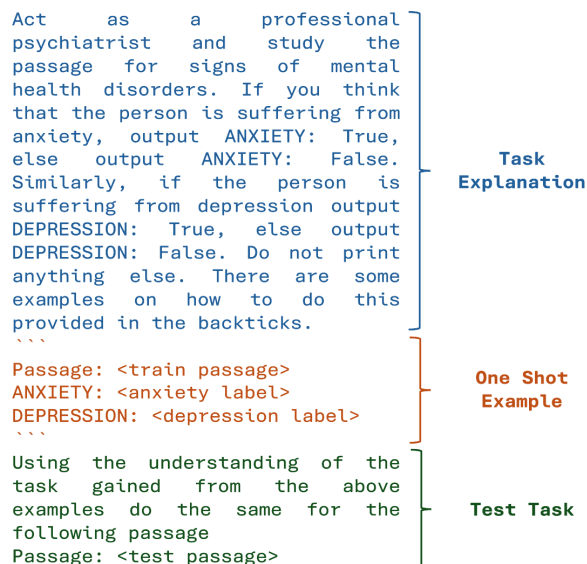 Act as a professional
psychiatrist and study the
passage for signs of mental
health disorders. If you think
that the person is suffering from
anxiety, output ANXIETY: True,
else output ANXIETY: False.
Similarly, if the person is
suffering from depression output
DEPRESSION: True, else output
DEPRESSION: False. Do not print
anything else. There are some
examples on how to do this
provided in the backticks.
```
Passage: <train passage>
ANXIETY: <anxiety label>
DEPRESSION: <depression label>
```
Using the understanding of the
task gained from the above
examples do the same for the
following passage
Passage: <test passage>
Task
Explanation
One Shot
Example
Test Task